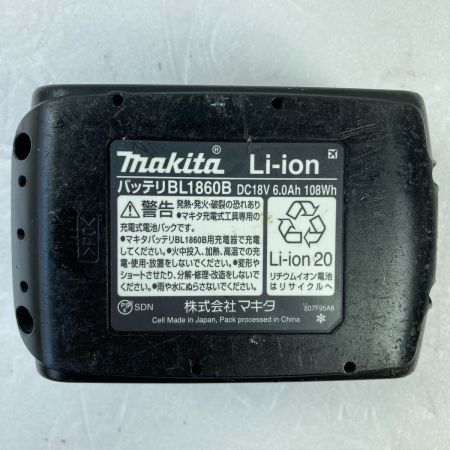 makita® Li-ion
バッテリBL1860B DC18V 6.0Ah 108Wh
警告 発熱・発火・破裂の恐れあり
•マキタ充電式工具専用の
充電式電池パックです。
•マキタバッテリBL1860B用充電器で充電
してください。•火中投入、加熱、高温での充
電・使用・放置をしないでください。•変形や
ショートさせたり、分解・修理・改造をしないで
ください。•雨や水にぬらさないでください。
Li-ion 20
リチウムイオン電池
はリサイクルへ
PS E SDN 株式会社マキタ
Cell Made in Japan, Pack processed in China
807F95A8
>PC<